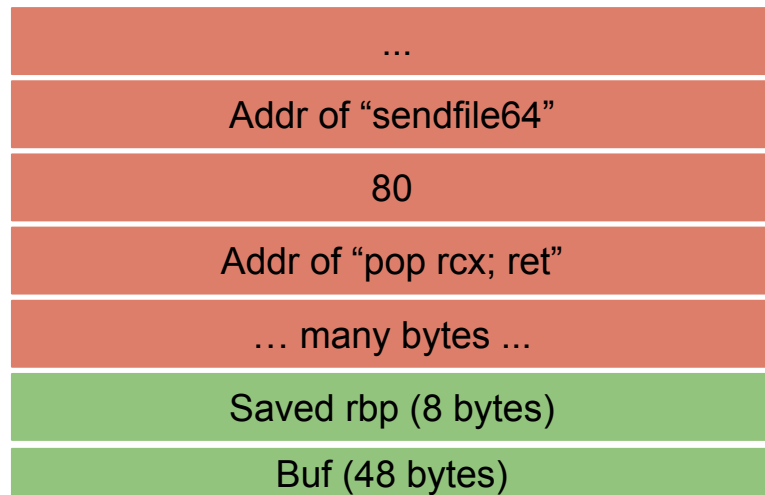 ...
Addr of “sendfile64”
80
Addr of “pop rcx; ret”
… many bytes ...
Saved rbp (8 bytes)
Buf (48 bytes)